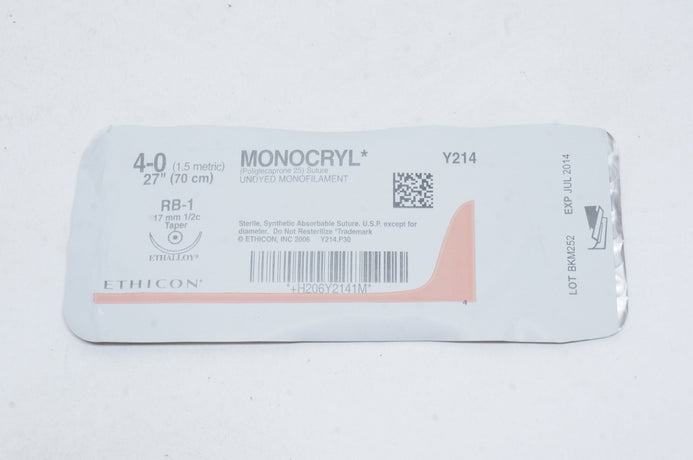 4-0 (1.5 metric)
27" (70 cm)
RB-1
17 mm 1/2c
Taper
ETHALLOY*
ETHICON*
MONOCRYL*
(Poliglecaprone 25) Suture
UNDYED MONOFILAMENT
Y214
Sterile, Synthetic Absorbable Suture. U.S.P. except for
diameter. Do Not Resterilize *Trademark
© ETHICON, INC 2006 Y214.P30
*+H206Y2141M*
4
LOT BKM252 EXP JUL 2014